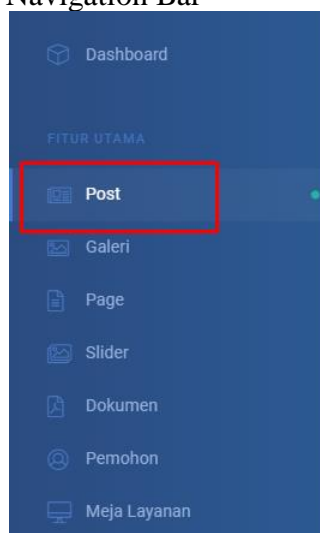 Navigation Bar
Dashboard
FITUR UTAMA
Post
Galeri
Page
Slider
Dokumen
Pemohon
Meja Layanan